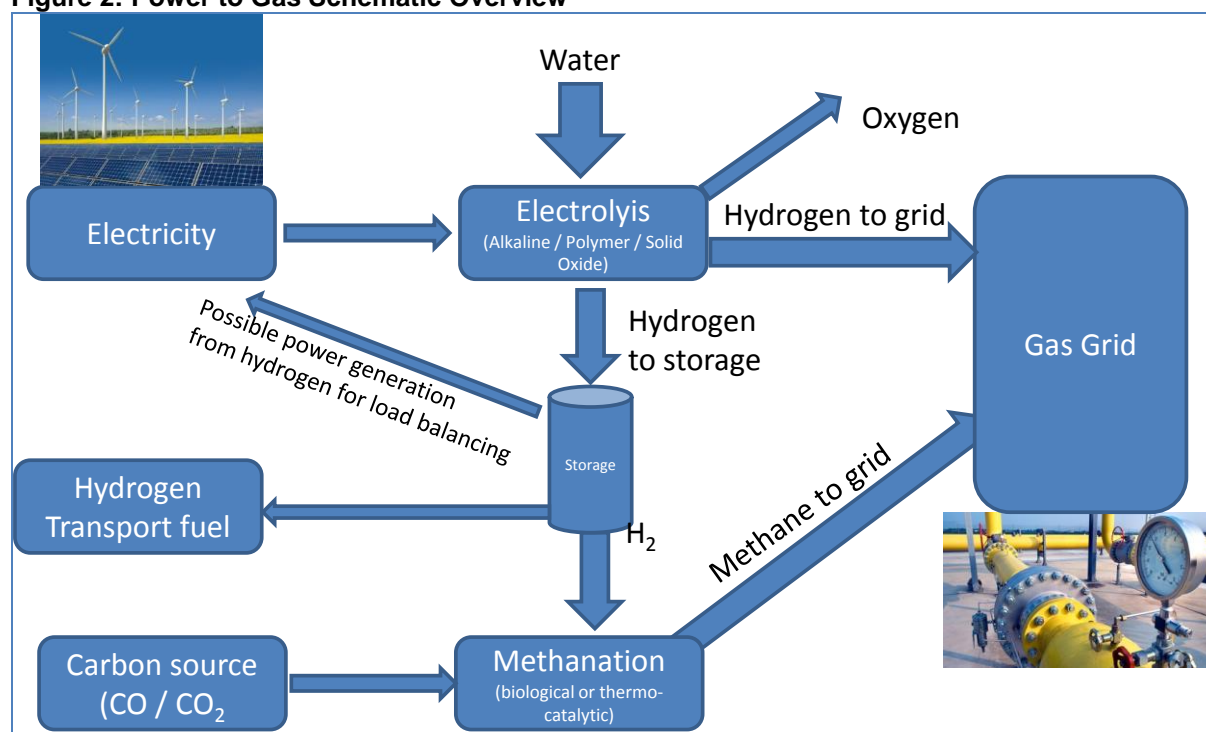 Figure 2: Power to Gas Schematic Overview
Water
Oxygen
Electricity
Electrolyis
(Alkaline / Polymer / Solid
Oxide)
Hydrogen to grid
Gas Grid
Possible power generation
from hydrogen for load balancing
Hydrogen
to storage
Storage
Hydrogen
Transport fuel
H₂
Methane to grid
Carbon source
(CO / CO₂
Methanation
(biological or thermo-
catalytic)